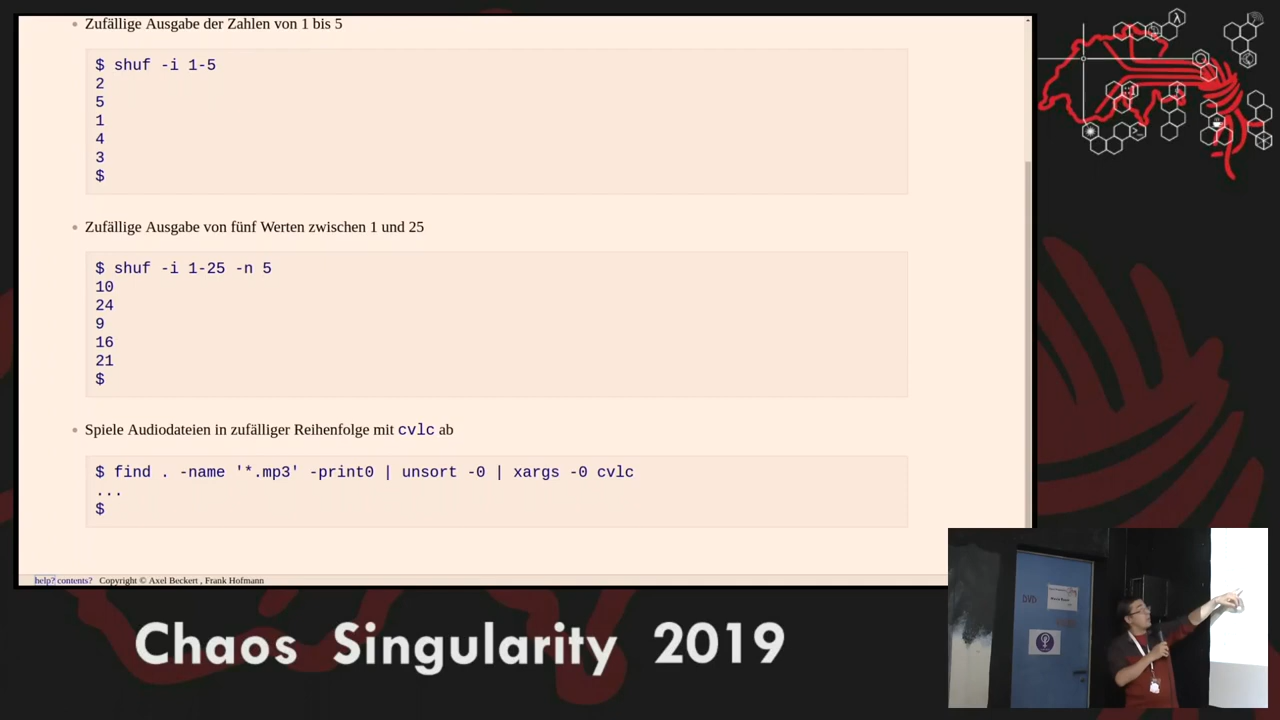 Zufällige Ausgabe der Zahlen von 1 bis 5
$ shuf -i 1-5
2
5
1
4
3
$
Zufällige Ausgabe von fünf Werten zwischen 1 und 25
$ shuf -i 1-25 -n 5
10
24
9
16
21
$
Spiele Audiodateien in zufälliger Reihenfolge mit cvlc ab
$ find . -name '*.mp3' -print0 | unsort -0 | xargs -0 cvlc
...
$
help? contents? Copyright © Axel Beckert , Frank Hofmann
Chaos Singularity 2019